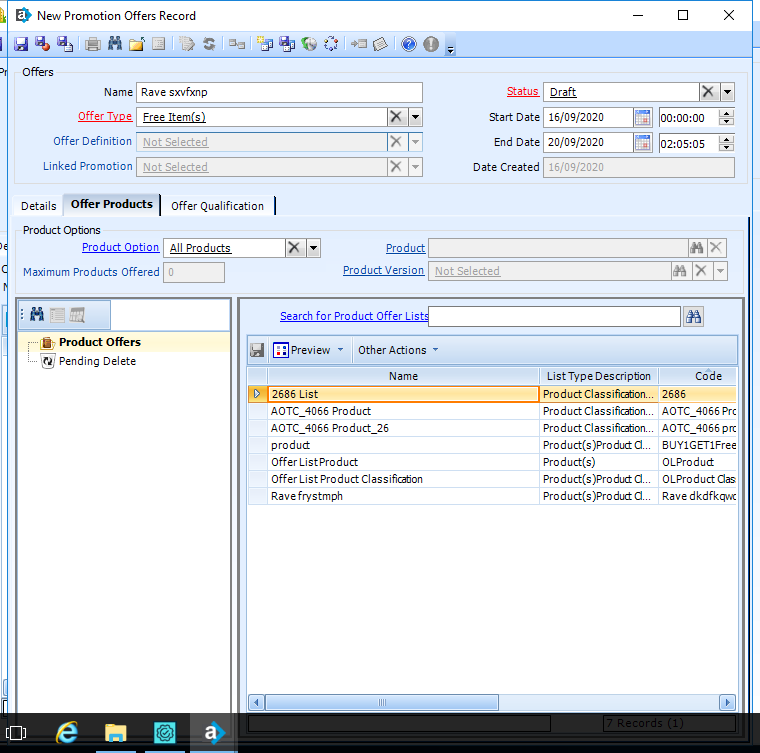 New Promotion Offers Record
Offers
Name Rave sxvfxnp
Status Draft
Offer Type Free Item(s)
Start Date 16/09/2020 00:00:00
Offer Definition Not Selected
End Date 20/09/2020 02:05:05
Linked Promotion Not Selected
Date Created 16/09/2020
Details Offer Products Offer Qualification
Product Options
Product Option All Products Product
Maximum Products Offered 0 Product Version Not Selected
Search for Product Offer Lists
Product Offers
Pending Delete
Preview Other Actions
Name List Type Description Code
2686 List Product Classification... 2686
AOTC_4066 Product Product Classification... AOTC_4066 Prc
AOTC_4066 Product_26 Product Classification... AOTC_4066 pro
product Product(s)Product Cl... BUY1GET1Free
Offer List Product Product(s) OLProduct
Offer List Product Classification Product(s)Product Cl... OLProduct Clas
Rave frystmph Product(s)Product Cl... Rave dkdfkqwc
7 Records (1)